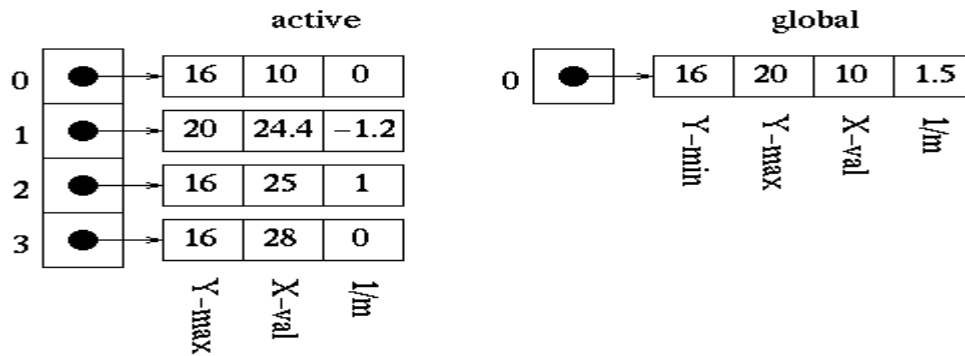 active
0 16 10 0
1 20 24.4 −1.2
2 16 25 1
3 16 28 0
Y-max X-val 1/m
global
0 16 20 10 1.5
Y-min Y-max X-val 1/m